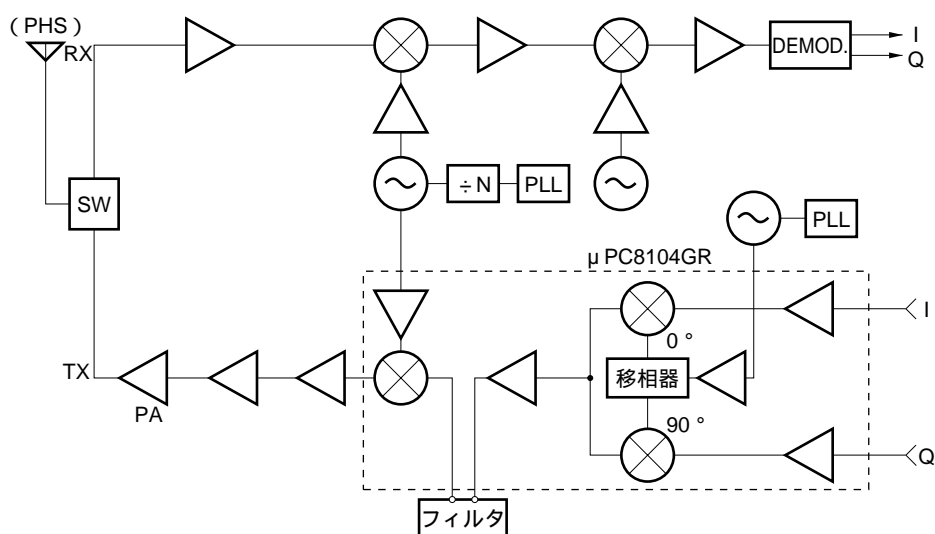 （PHS）
RX
DEMOD.
I
Q
SW
÷N
PLL
PLL
μPC8104GR
I
0°
TX
移相器
PA
90°
Q
フィルタ